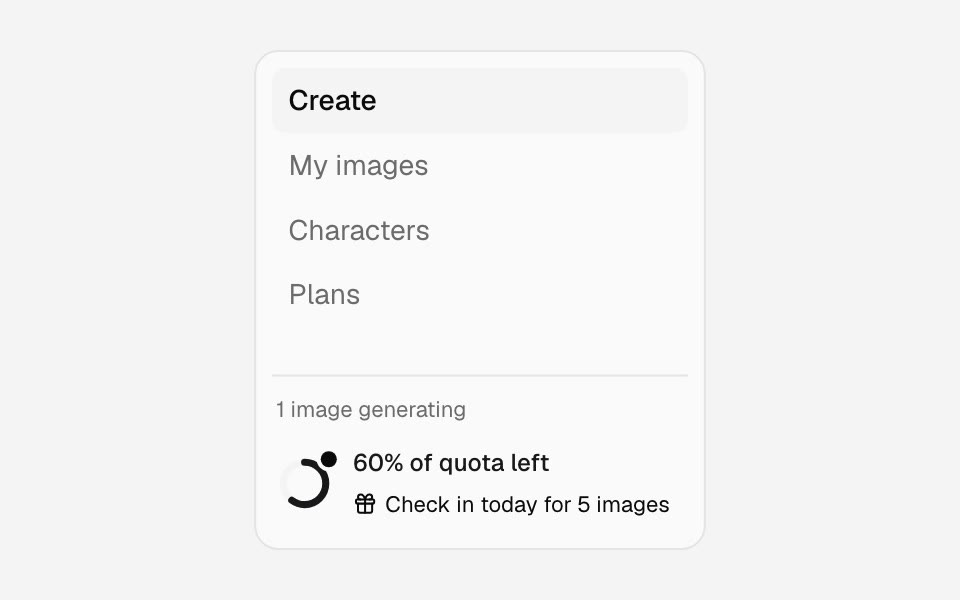 Create
My images
Characters
Plans
1 image generating
60% of quota left
Check in today for 5 images